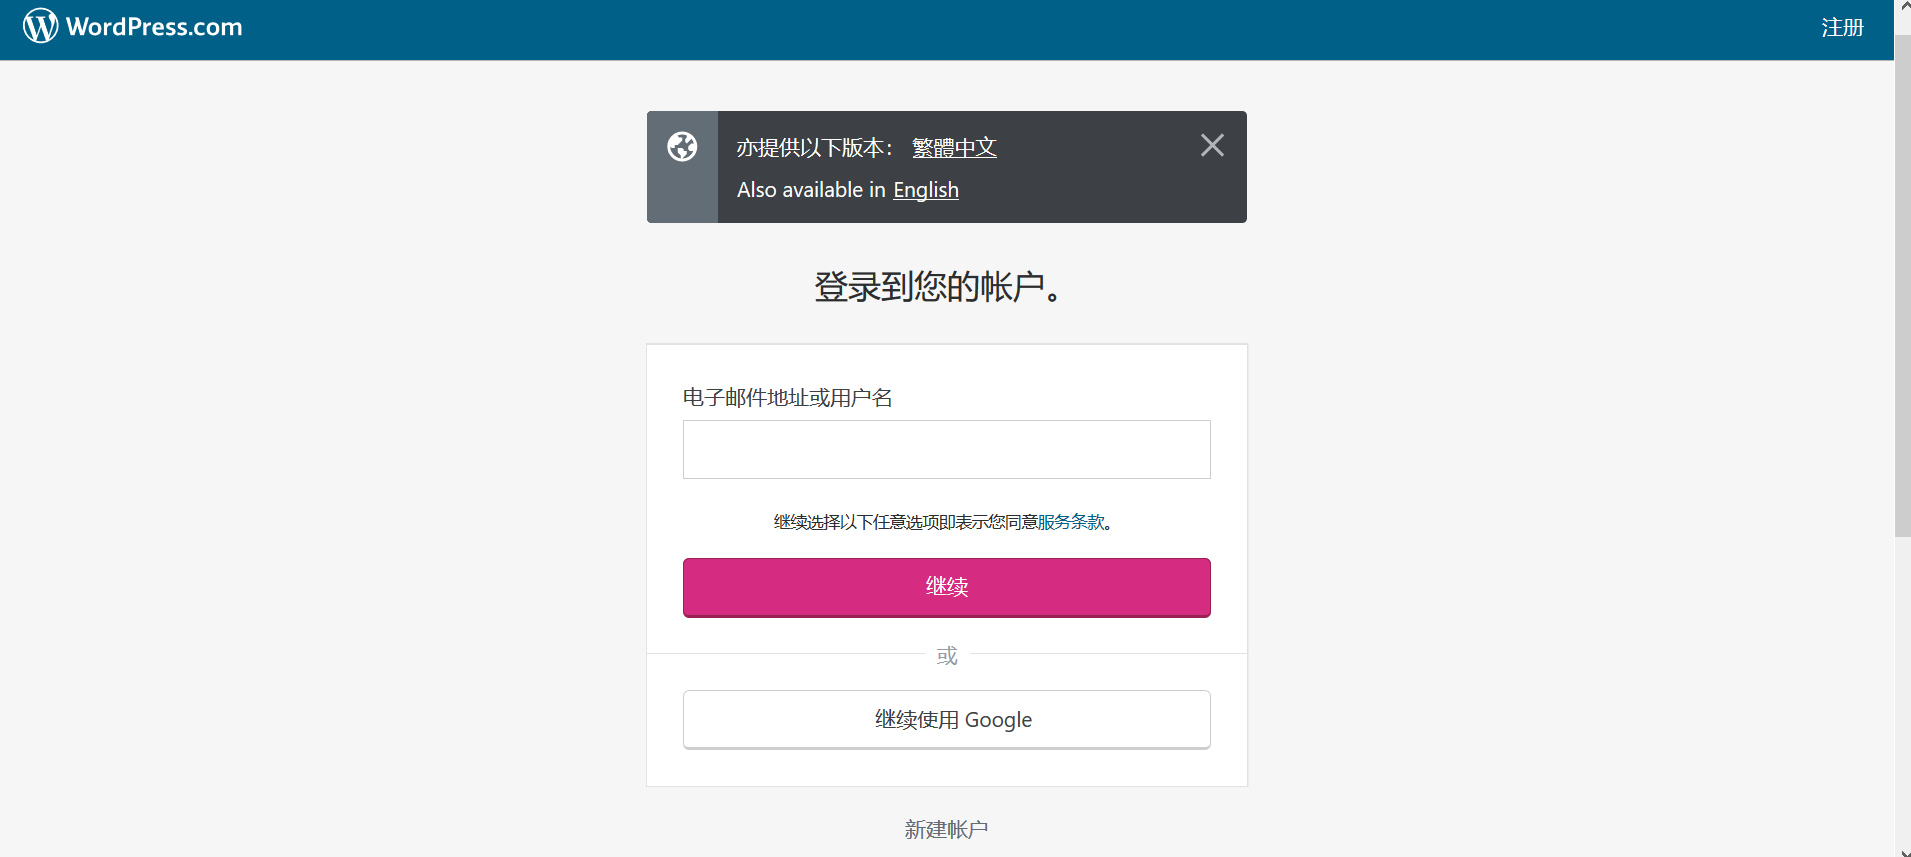 WordPress.com
注册
亦提供以下版本： 繁體中文
Also available in English
登录到您的帐户。
电子邮件地址或用户名
继续选择以下任意选项即表示您同意服务条款。
继续
或
继续使用 Google
新建帐户